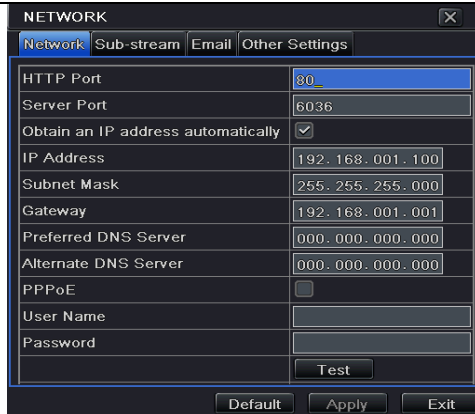 NETWORK
Network Sub-stream Email Other Settings
HTTP Port 80_
Server Port 6036
Obtain an IP address automatically
IP Address 192.168.001.100
Subnet Mask 255.255.255.000
Gateway 192.168.001.001
Preferred DNS Server 000.000.000.000
Alternate DNS Server 000.000.000.000
PPPoE
User Name
Password
Test
Default Apply Exit